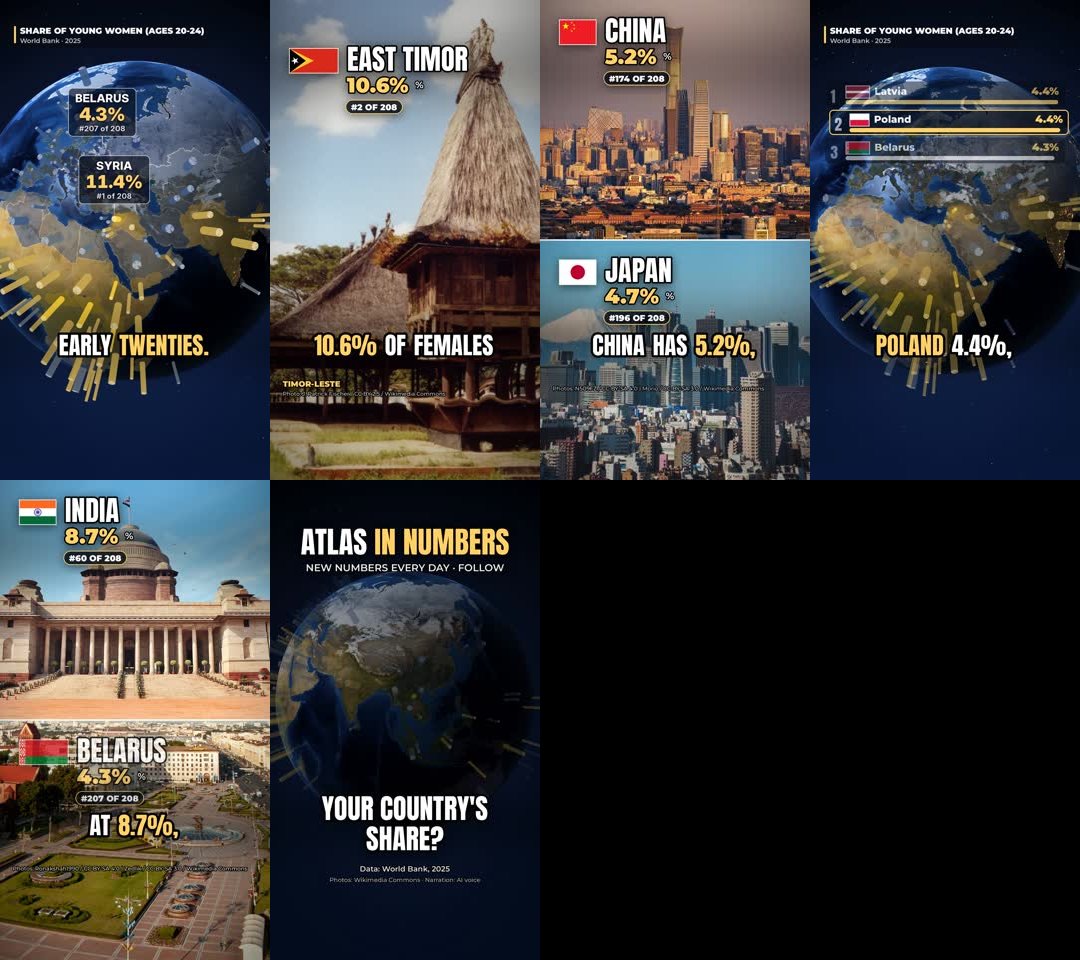 SHARE OF YOUNG WOMEN (AGES 20-24)
World Bank · 2025
BELARUS
4.3%
#207 of 208
SYRIA
11.4%
#1 of 208
EARLY TWENTIES.
EAST TIMOR
10.6% %
#2 OF 208
10.6% OF FEMALES
TIMOR-LESTE
Wikimedia Commons
CHINA
5.2% %
#174 OF 208
JAPAN
4.7% %
#196 OF 208
CHINA HAS 5.2%,
Wikimedia Commons
SHARE OF YOUNG WOMEN (AGES 20-24)
World Bank · 2025
1 Latvia 4.4%
2 Poland 4.4%
3 Belarus 4.3%
POLAND 4.4%,
INDIA
8.7% %
#60 OF 208
BELARUS
4.3% %
#207 OF 208
AT 8.7%,
Wikimedia Commons
ATLAS IN NUMBERS
NEW NUMBERS EVERY DAY · FOLLOW
YOUR COUNTRY'S
SHARE?
Data: World Bank, 2025
Photos: Wikimedia Commons · Narration: AI voice